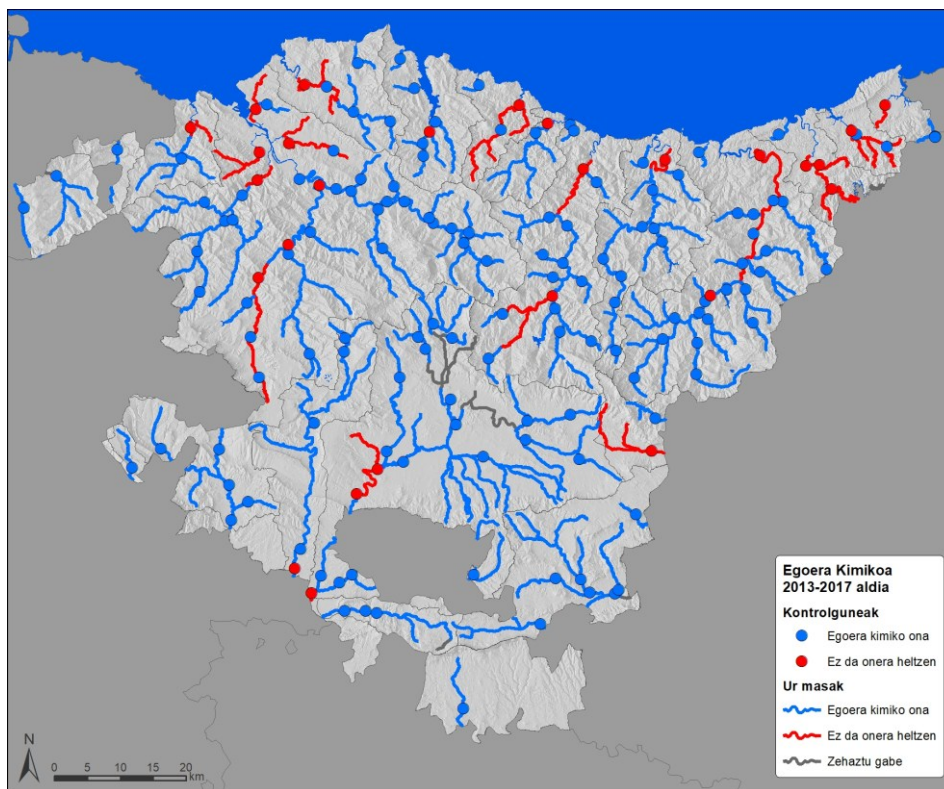 Egoera Kimikoa
2013-2017 aldia
Kontrolguneak
Egoera kimiko ona
Ez da onera heltzen
Ur masak
Egoera kimiko ona
Ez da onera heltzen
Zehaztu gabe
N
0 5 10 15 20
km